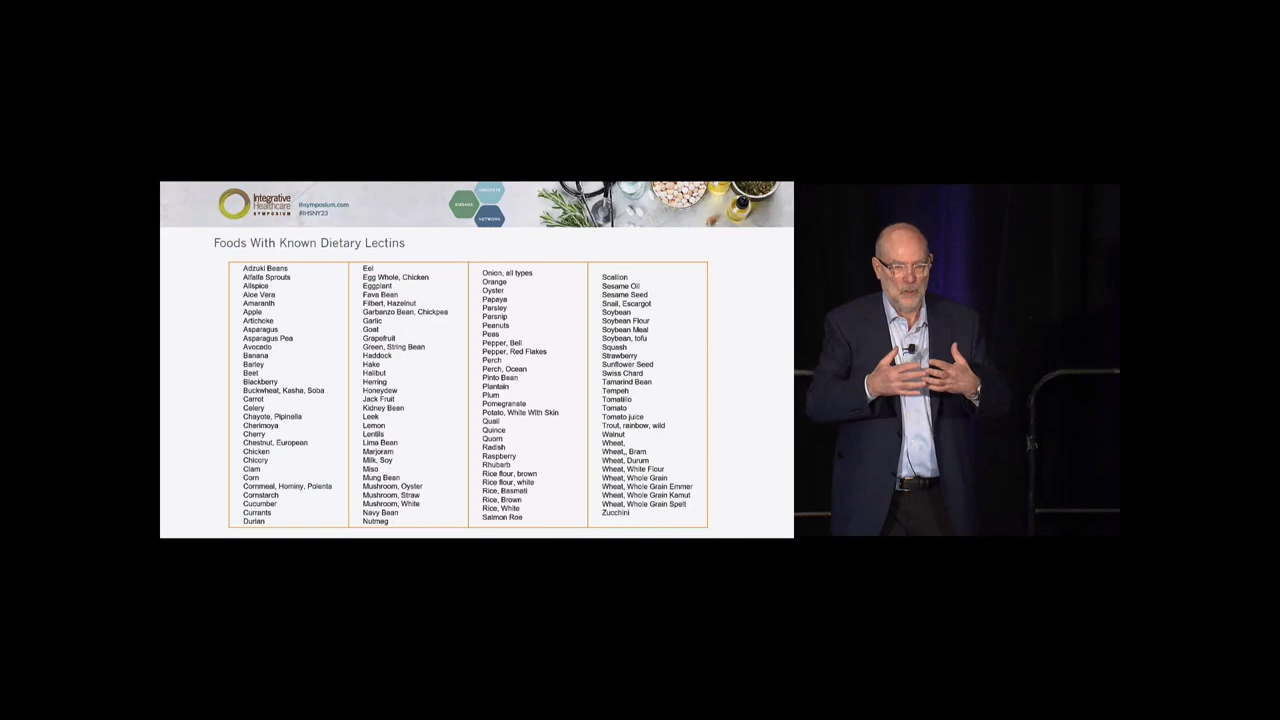 Integrative
Healthcare
SYMPOSIUM
ihsymposium.com
#IHSNY23
INNOVATE
ENGAGE
NETWORK
Foods With Known Dietary Lectins
Adzuki Beans
Alfalfa Sprouts
Allspice
Aloe Vera
Amaranth
Apple
Artichoke
Asparagus
Asparagus Pea
Avocado
Banana
Barley
Beet
Blackberry
Buckwheat, Kasha, Soba
Carrot
Celery
Chayote, Pipinella
Cherimoya
Cherry
Chestnut, European
Chicken
Chicory
Clam
Corn
Cornmeal, Hominy, Polenta
Cornstarch
Cucumber
Currants
Durian
Eel
Egg Whole, Chicken
Eggplant
Fava Bean
Filbert, Hazelnut
Garbanzo Bean, Chickpea
Garlic
Goat
Grapefruit
Green, String Bean
Haddock
Hake
Halibut
Herring
Honeydew
Jack Fruit
Kidney Bean
Leek
Lemon
Lentils
Lima Bean
Marjoram
Milk, Soy
Miso
Mung Bean
Mushroom, Oyster
Mushroom, Straw
Mushroom, White
Navy Bean
Nutmeg
Onion, all types
Orange
Oyster
Papaya
Parsley
Parsnip
Peanuts
Peas
Pepper, Bell
Pepper, Red Flakes
Perch
Perch, Ocean
Pinto Bean
Plantain
Plum
Pomegranate
Potato, White With Skin
Quail
Quince
Quorn
Radish
Raspberry
Rhubarb
Rice flour, brown
Rice flour, white
Rice, Basmati
Rice, Brown
Rice, White
Salmon Roe
Scallion
Sesame Oil
Sesame Seed
Snail, Escargot
Soybean
Soybean Flour
Soybean Meal
Soybean, tofu
Squash
Strawberry
Sunflower Seed
Swiss Chard
Tamarind Bean
Tempeh
Tomatillo
Tomato
Tomato juice
Trout, rainbow, wild
Walnut
Wheat,
Wheat,, Bram
Wheat, Durum
Wheat, White Flour
Wheat, Whole Grain
Wheat, Whole Grain Emmer
Wheat, Whole Grain Kamut
Wheat, Whole Grain Spelt
Zucchini